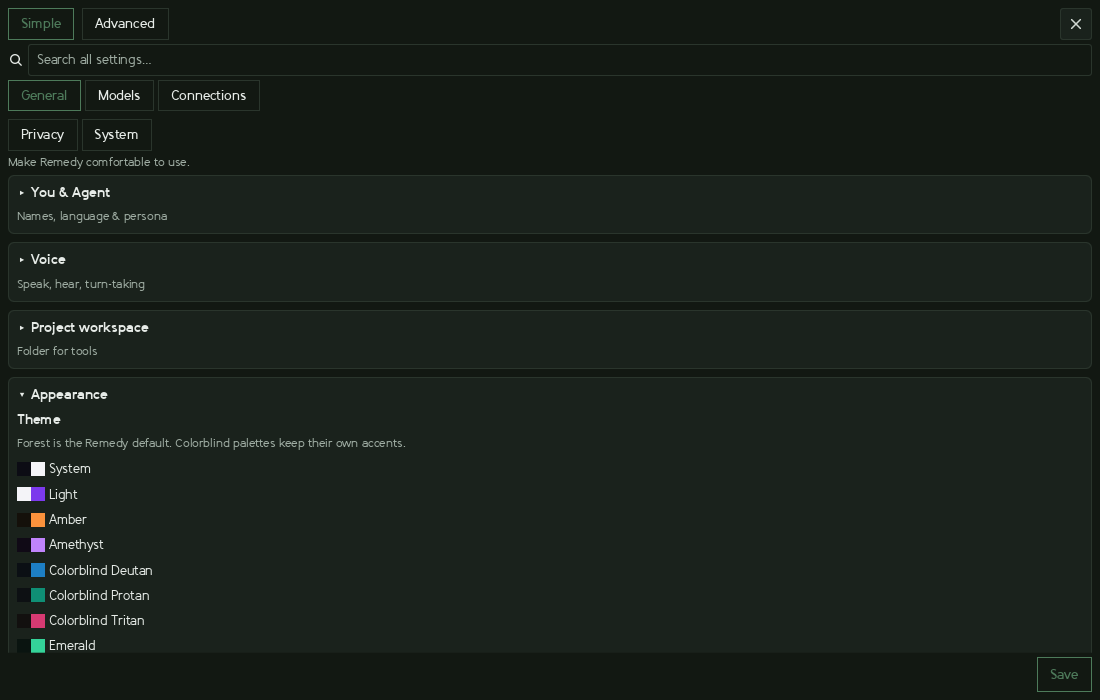 Simple Advanced
Search all settings...
General Models Connections
Privacy System
Make Remedy comfortable to use.
You & Agent
Names, language & persona
Voice
Speak, hear, turn-taking
Project workspace
Folder for tools
Appearance
Theme
Forest is the Remedy default. Colorblind palettes keep their own accents.
System
Light
Amber
Amethyst
Colorblind Deutan
Colorblind Protan
Colorblind Tritan
Emerald
Save